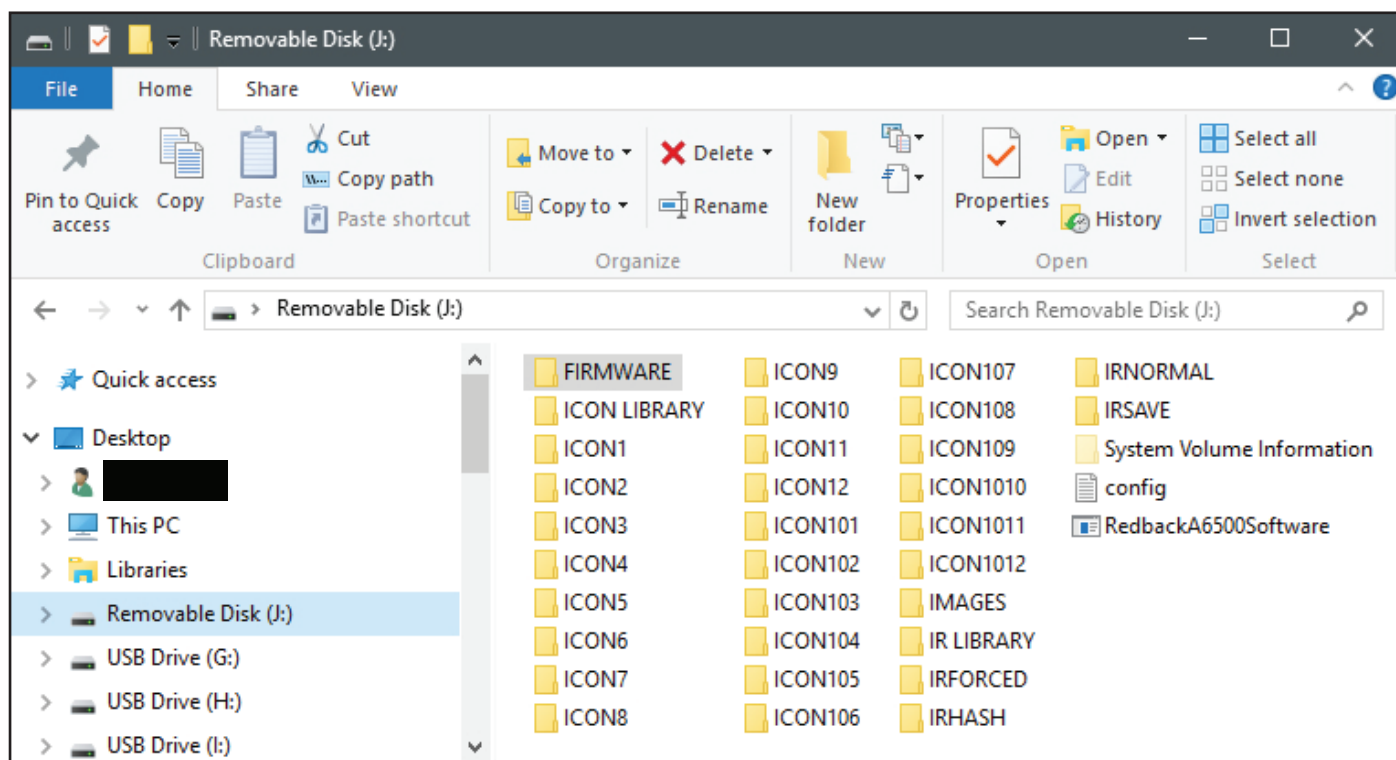 Removable Disk (J:)
File Home Share View
Pin to Quick access
Copy
Paste
Cut
Copy path
Paste shortcut
Clipboard
Move to
Copy to
Delete
Rename
Organize
New folder
New
Properties
Open
Edit
History
Open
Select all
Select none
Invert selection
Select
Removable Disk (J:)
Search Removable Disk (J:)
Quick access
Desktop
This PC
Libraries
Removable Disk (J:)
USB Drive (G:)
USB Drive (H:)
USB Drive (I:)
FIRMWARE
ICON LIBRARY
ICON1
ICON2
ICON3
ICON4
ICON5
ICON6
ICON7
ICON8
ICON9
ICON10
ICON11
ICON12
ICON101
ICON102
ICON103
ICON104
ICON105
ICON106
ICON107
ICON108
ICON109
ICON1010
ICON1011
ICON1012
IMAGES
IR LIBRARY
IRFORCED
IRHASH
IRNORMAL
IRSAVE
System Volume Information
config
RedbackA6500Software